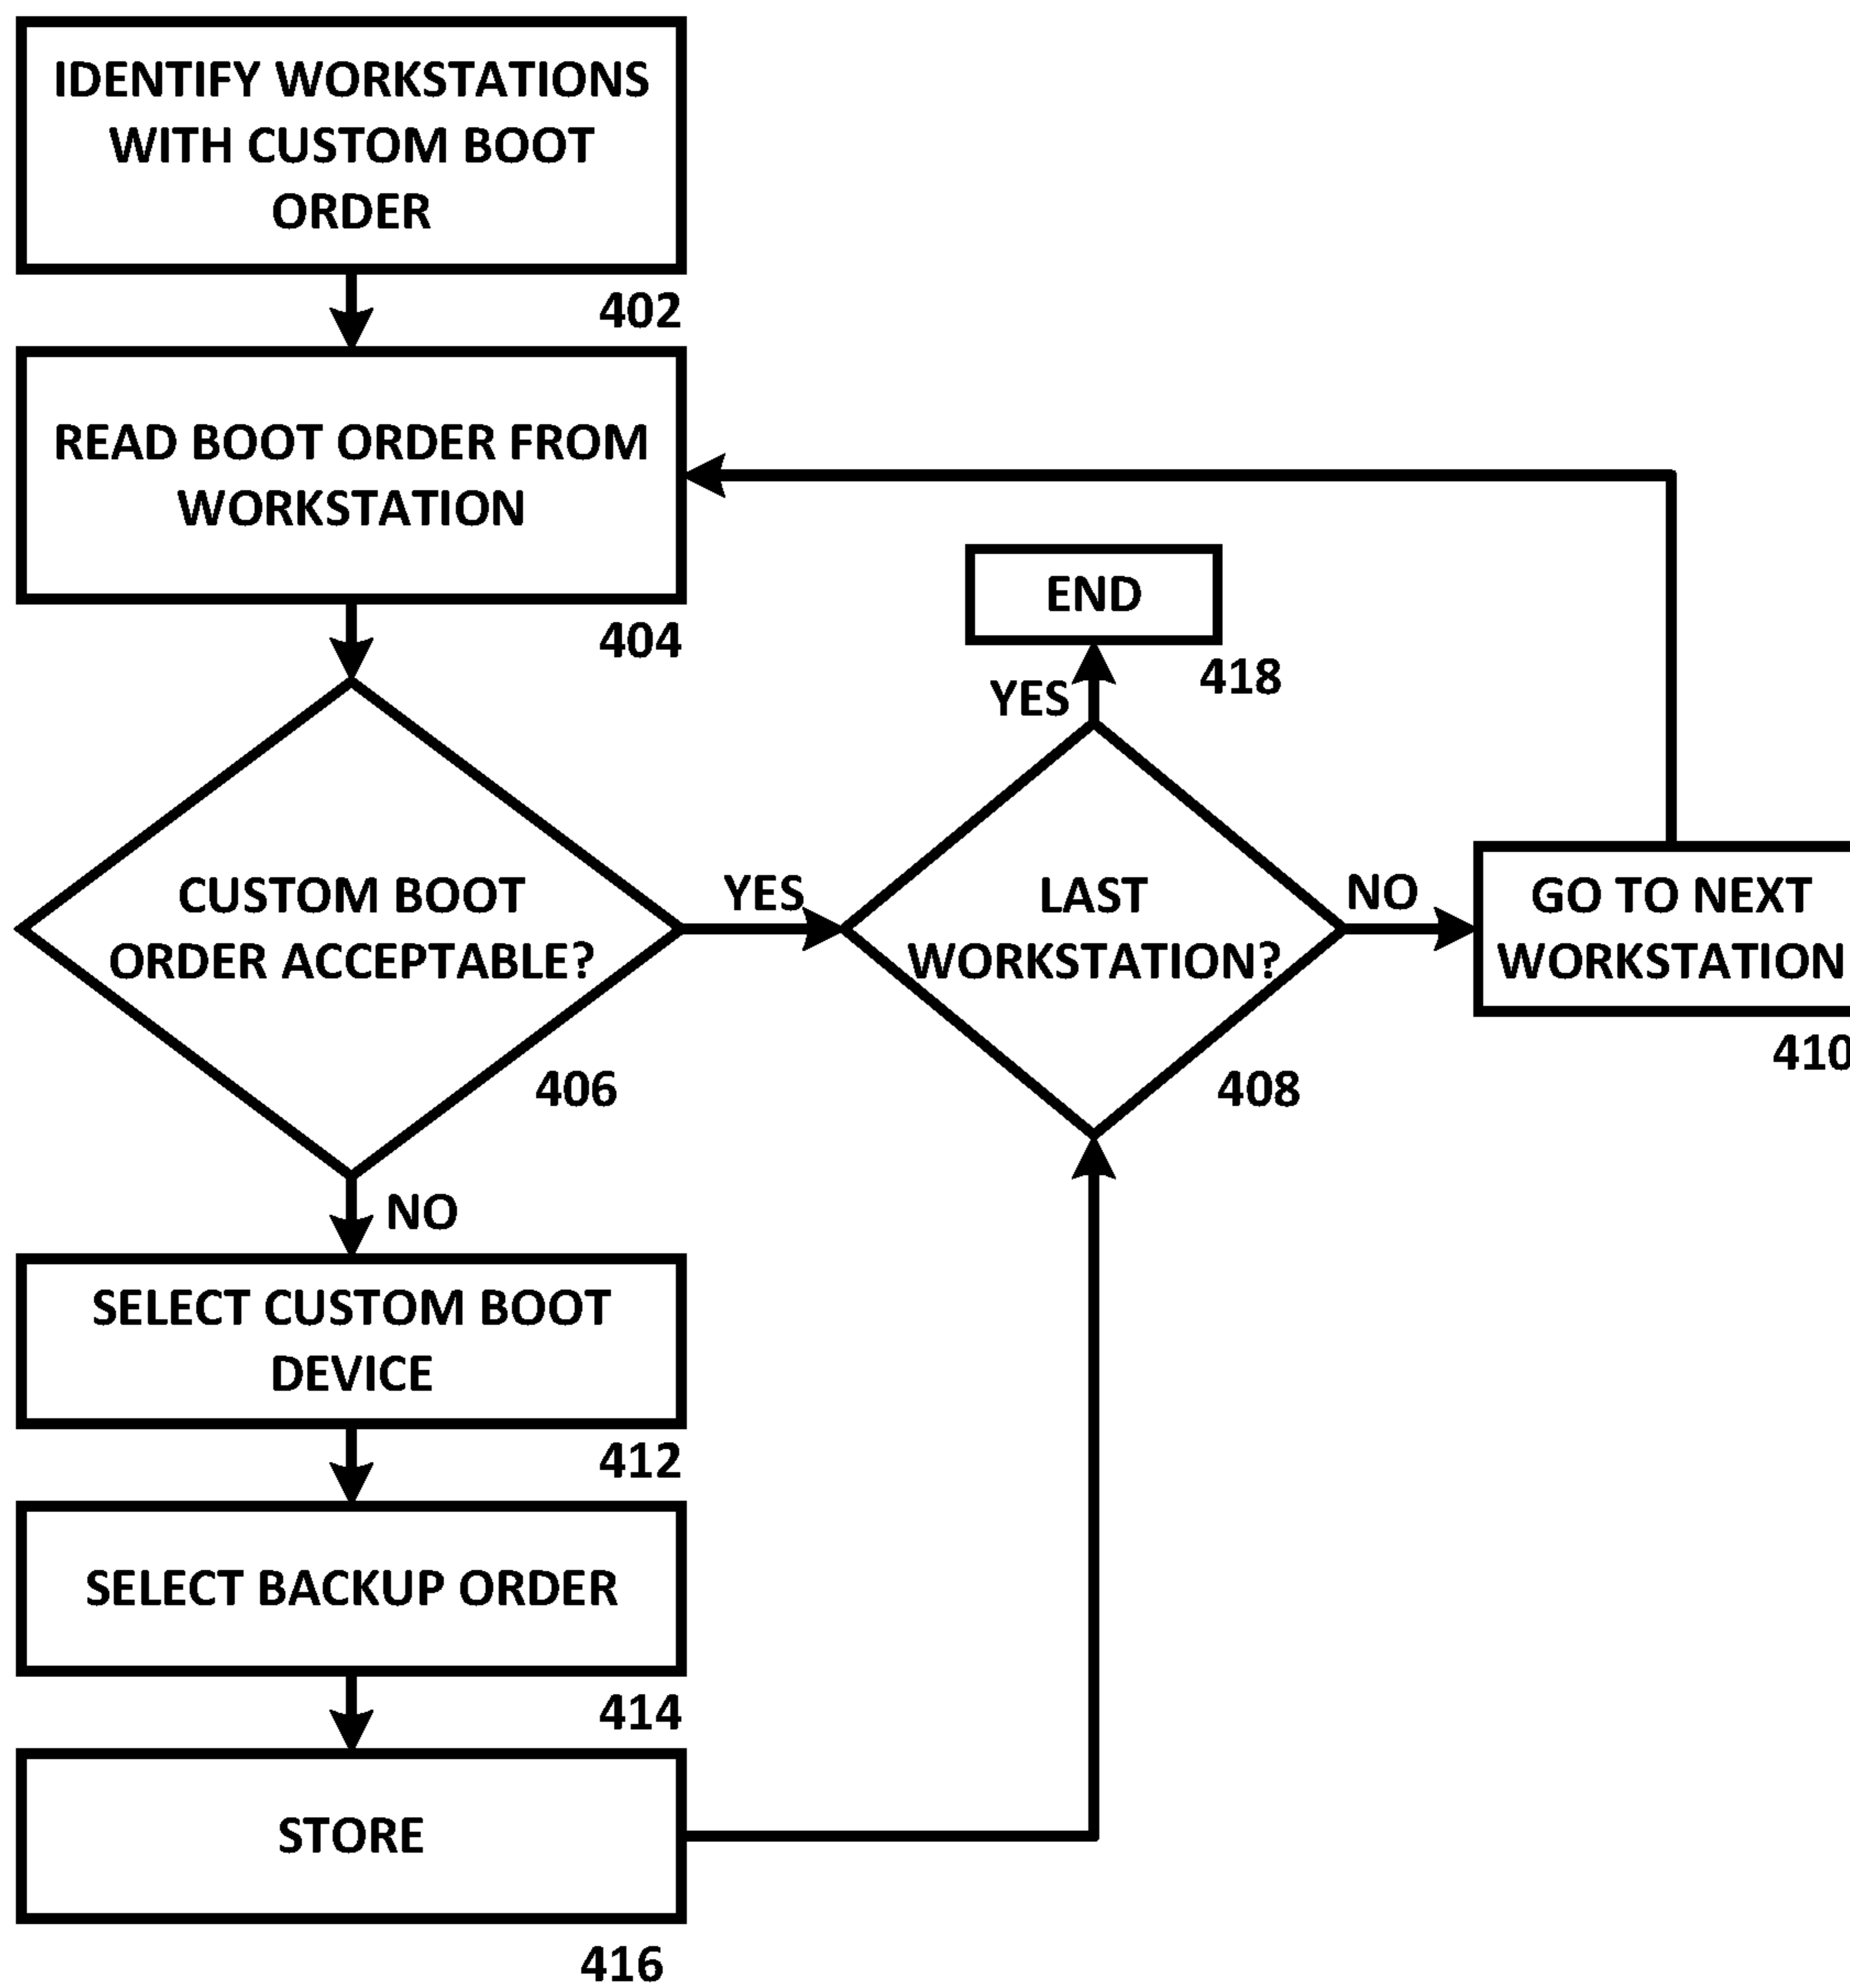 IDENTIFY WORKSTATIONS
WITH CUSTOM BOOT
ORDER
402
READ BOOT ORDER FROM
WORKSTATION
404
END
418
YES
CUSTOM BOOT
ORDER ACCEPTABLE?
406
YES
LAST
WORKSTATION?
408
NO
GO TO NEXT
WORKSTATION
410
NO
SELECT CUSTOM BOOT
DEVICE
412
SELECT BACKUP ORDER
414
STORE
416